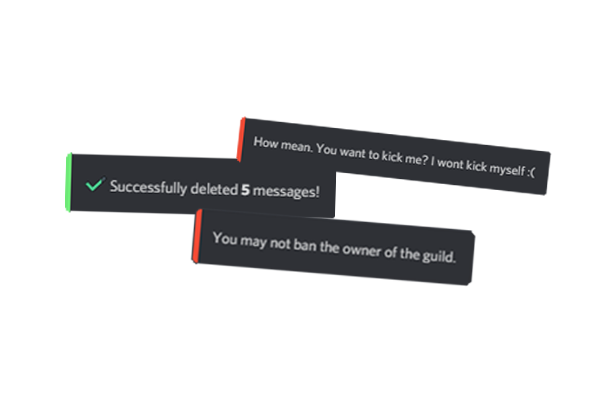 How mean. You want to kick me? I wont kick myself :(
Successfully deleted 5 messages!
You may not ban the owner of the guild.